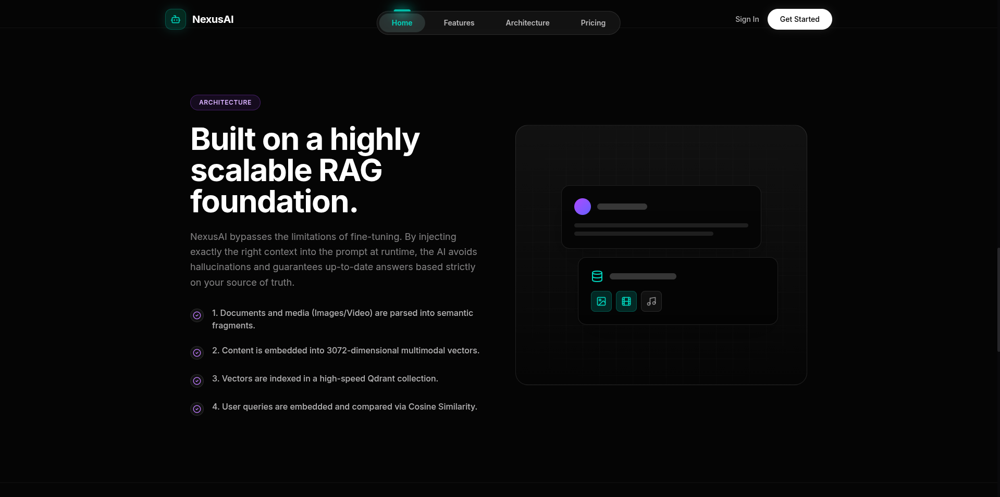 NexusAI
Home
Features
Architecture
Pricing
Sign In
Get Started
ARCHITECTURE
Built on a highly
scalable RAG
foundation.
NexusAI bypasses the limitations of fine-tuning. By injecting
exactly the right context into the prompt at runtime, the AI avoids
hallucinations and guarantees up-to-date answers based strictly
on your source of truth.
1. Documents and media (Images/Video) are parsed into semantic
fragments.
2. Content is embedded into 3072-dimensional multimodal vectors.
3. Vectors are indexed in a high-speed Qdrant collection.
4. User queries are embedded and compared via Cosine Similarity.